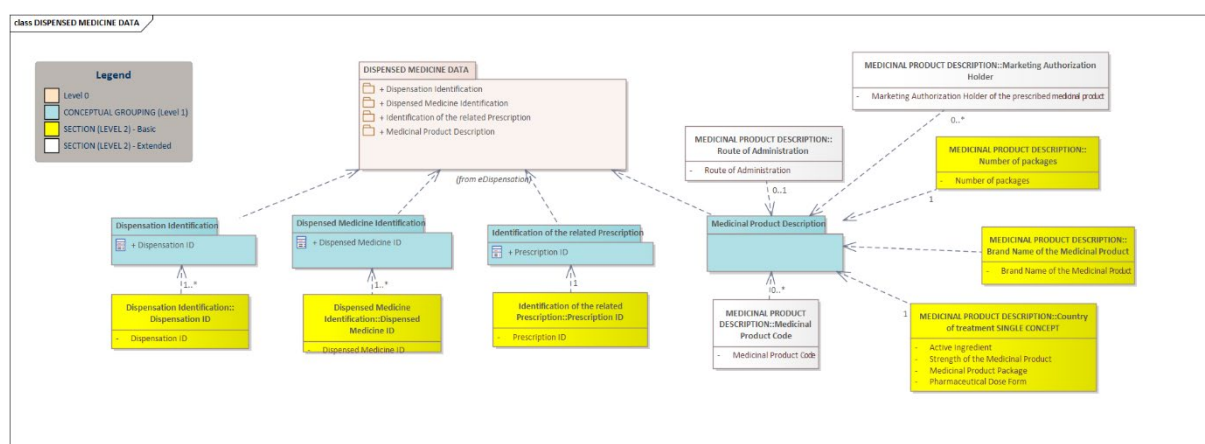 class DISPENSED MEDICINE DATA
Legend
Level 0
CONCEPTUAL GROUPING (Level 1)
SECTION (LEVEL 2) - Basic
SECTION (LEVEL 2) - Extended
DISPENSED MEDICINE DATA
+ Dispensation Identification
+ Dispensed Medicine Identification
+ Identification of the related Prescription
+ Medicinal Product Description
(from eDispensation)
MEDICINAL PRODUCT DESCRIPTION::Marketing Authorization
Holder
- Marketing Authorization Holder of the prescribed medicinal product
0..*
MEDICINAL PRODUCT DESCRIPTION::
Route of Administration
- Route of Administration
0..1
MEDICINAL PRODUCT DESCRIPTION::
Number of packages
- Number of packages
1
Dispensation Identification
+ Dispensation ID
1..*
Dispensed Medicine Identification
+ Dispensed Medicine ID
1..*
Identification of the related Prescription
+ Prescription ID
1
Medicinal Product Description
MEDICINAL PRODUCT DESCRIPTION::
Brand Name of the Medicinal Product
- Brand Name of the Medicinal Product
Dispensation Identification::
Dispensation ID
- Dispensation ID
Dispensed Medicine
Identification::Dispensed
Medicine ID
- Dispensed Medicine ID
Identification of the related
Prescription::Prescription ID
- Prescription ID
0..*
MEDICINAL PRODUCT
DESCRIPTION::Medicinal
Product Code
- Medicinal Product Code
1
MEDICINAL PRODUCT DESCRIPTION::Country
of treatment SINGLE CONCEPT
- Active Ingredient
- Strength of the Medicinal Product
- Medicinal Product Package
- Pharmaceutical Dose Form